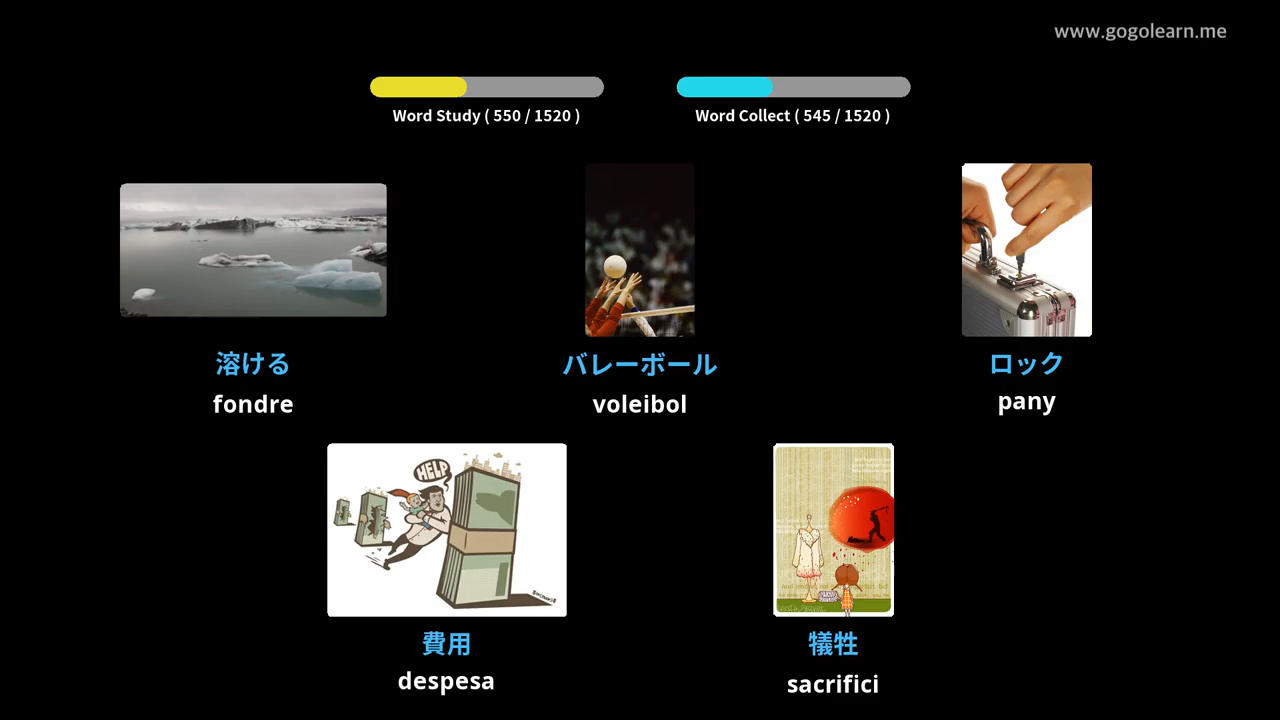 www.gogolearn.me
Word Study ( 550 / 1520 )
Word Collect ( 545 / 1520 )
溶ける
fondre
バレーボール
voleibol
ロック
pany
HELP
費用
despesa
犠牲
sacrifici